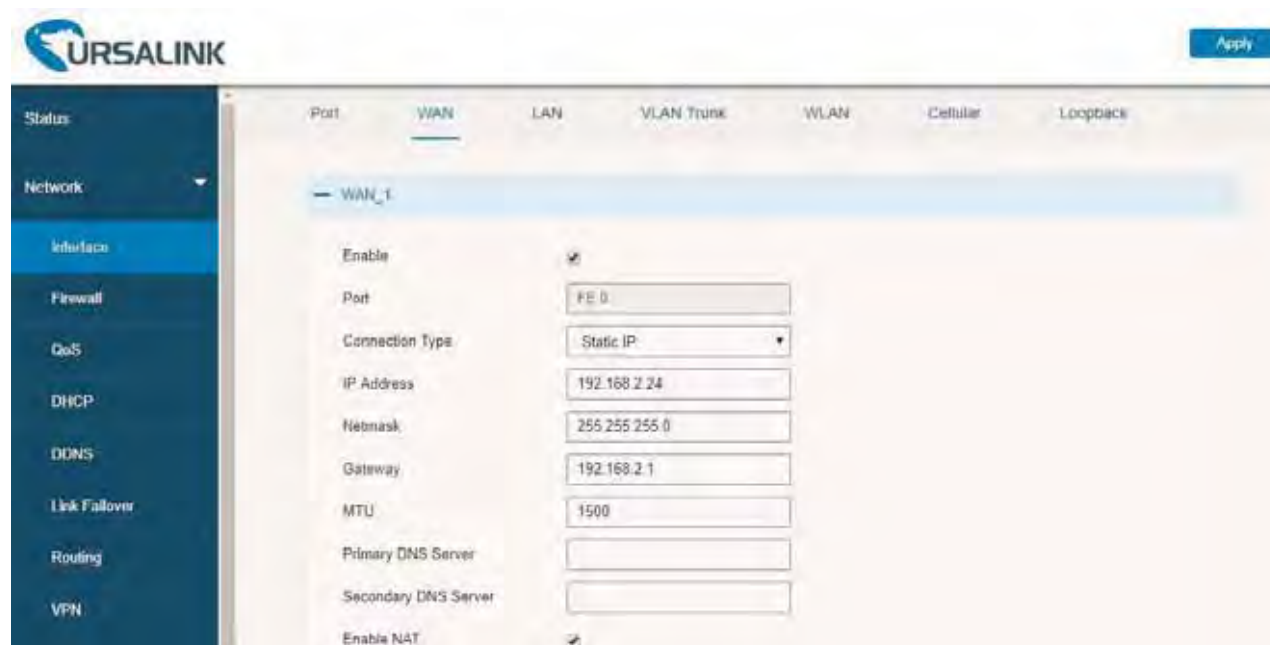 URSALINK
Apply
Status
Network
Interface
Firewall
QoS
DHCP
DDNS
Link Failover
Routing
VPN
Port WAN LAN VLAN Trunk WLAN Cellular Loopback
WAN_1
Enable
Port FE 0
Connection Type Static IP
IP Address 192.168.2.24
Netmask 255.255.255.0
Gateway 192.168.2.1
MTU 1500
Primary DNS Server
Secondary DNS Server
Enable NAT